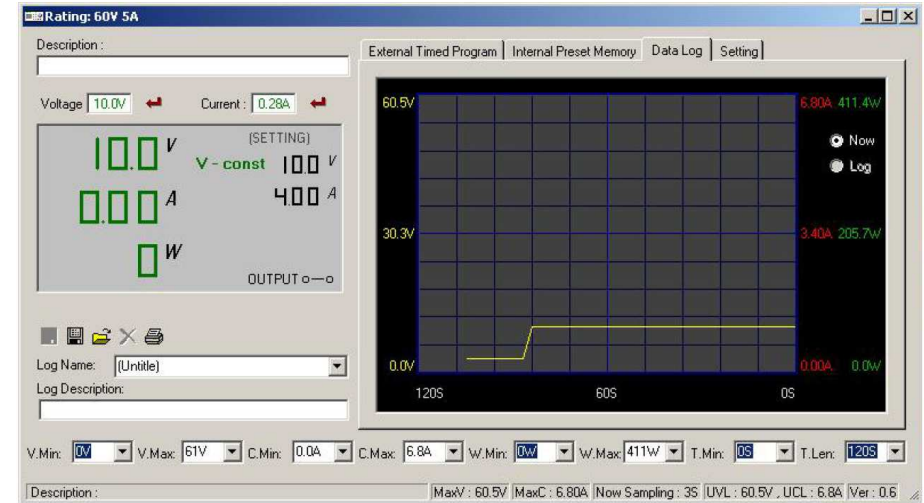 Rating: 60V 5A
Description :
External Timed Program Internal Preset Memory Data Log Setting
Voltage 10.0V Current : 0.28A
10.0 V
(SETTING)
V - const 10.0 V
0.00 A
4.00 A
0 W
OUTPUT
60.5V
6.80A 411.4W
Now
Log
30.3V
3.40A 205.7W
0.0V
0.00A 0.0W
120S 60S 0S
Log Name: (Untitle)
Log Description:
V.Min: 0V V.Max: 61V C.Min: 0.0A C.Max: 6.8A W.Min: 0W W.Max: 411W T.Min: 0S T.Len: 120S
Description : MaxV : 60.5V MaxC : 6.80A Now Sampling : 3S UVL : 60.5V , UCL : 6.8A Ver : 0.6